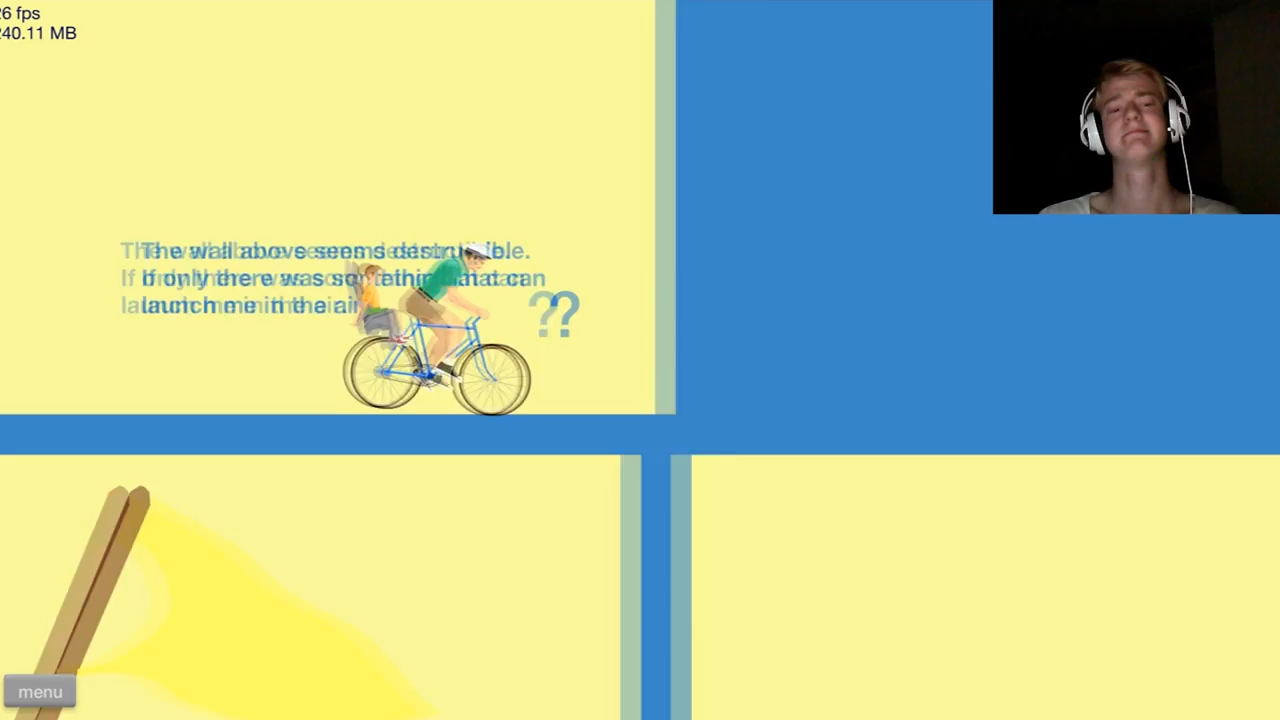 26 fps
240.11 MB
The wall above seems destructible.
If only there was something that can
launch me in the air
??
menu